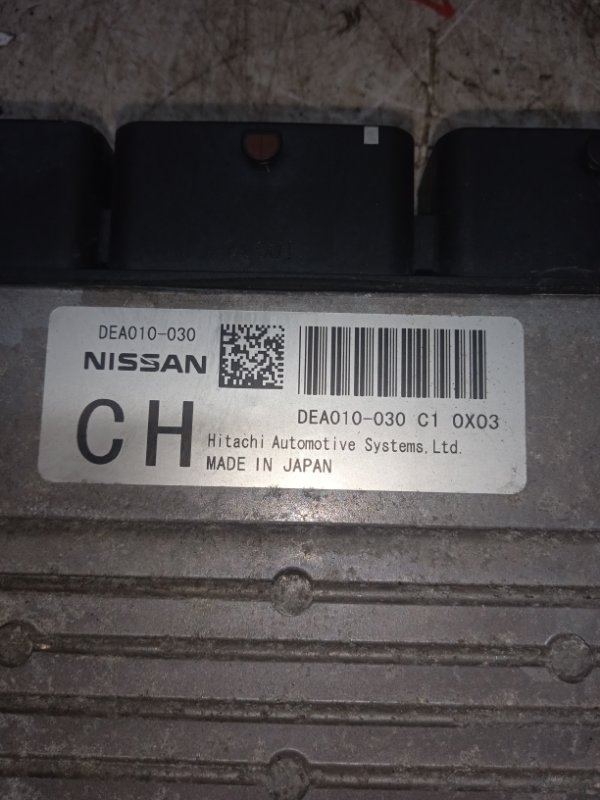 DEA010-030
NISSAN
DEA010-030 C1 0X03
CH
Hitachi Automotive Systems,Ltd.
MADE IN JAPAN